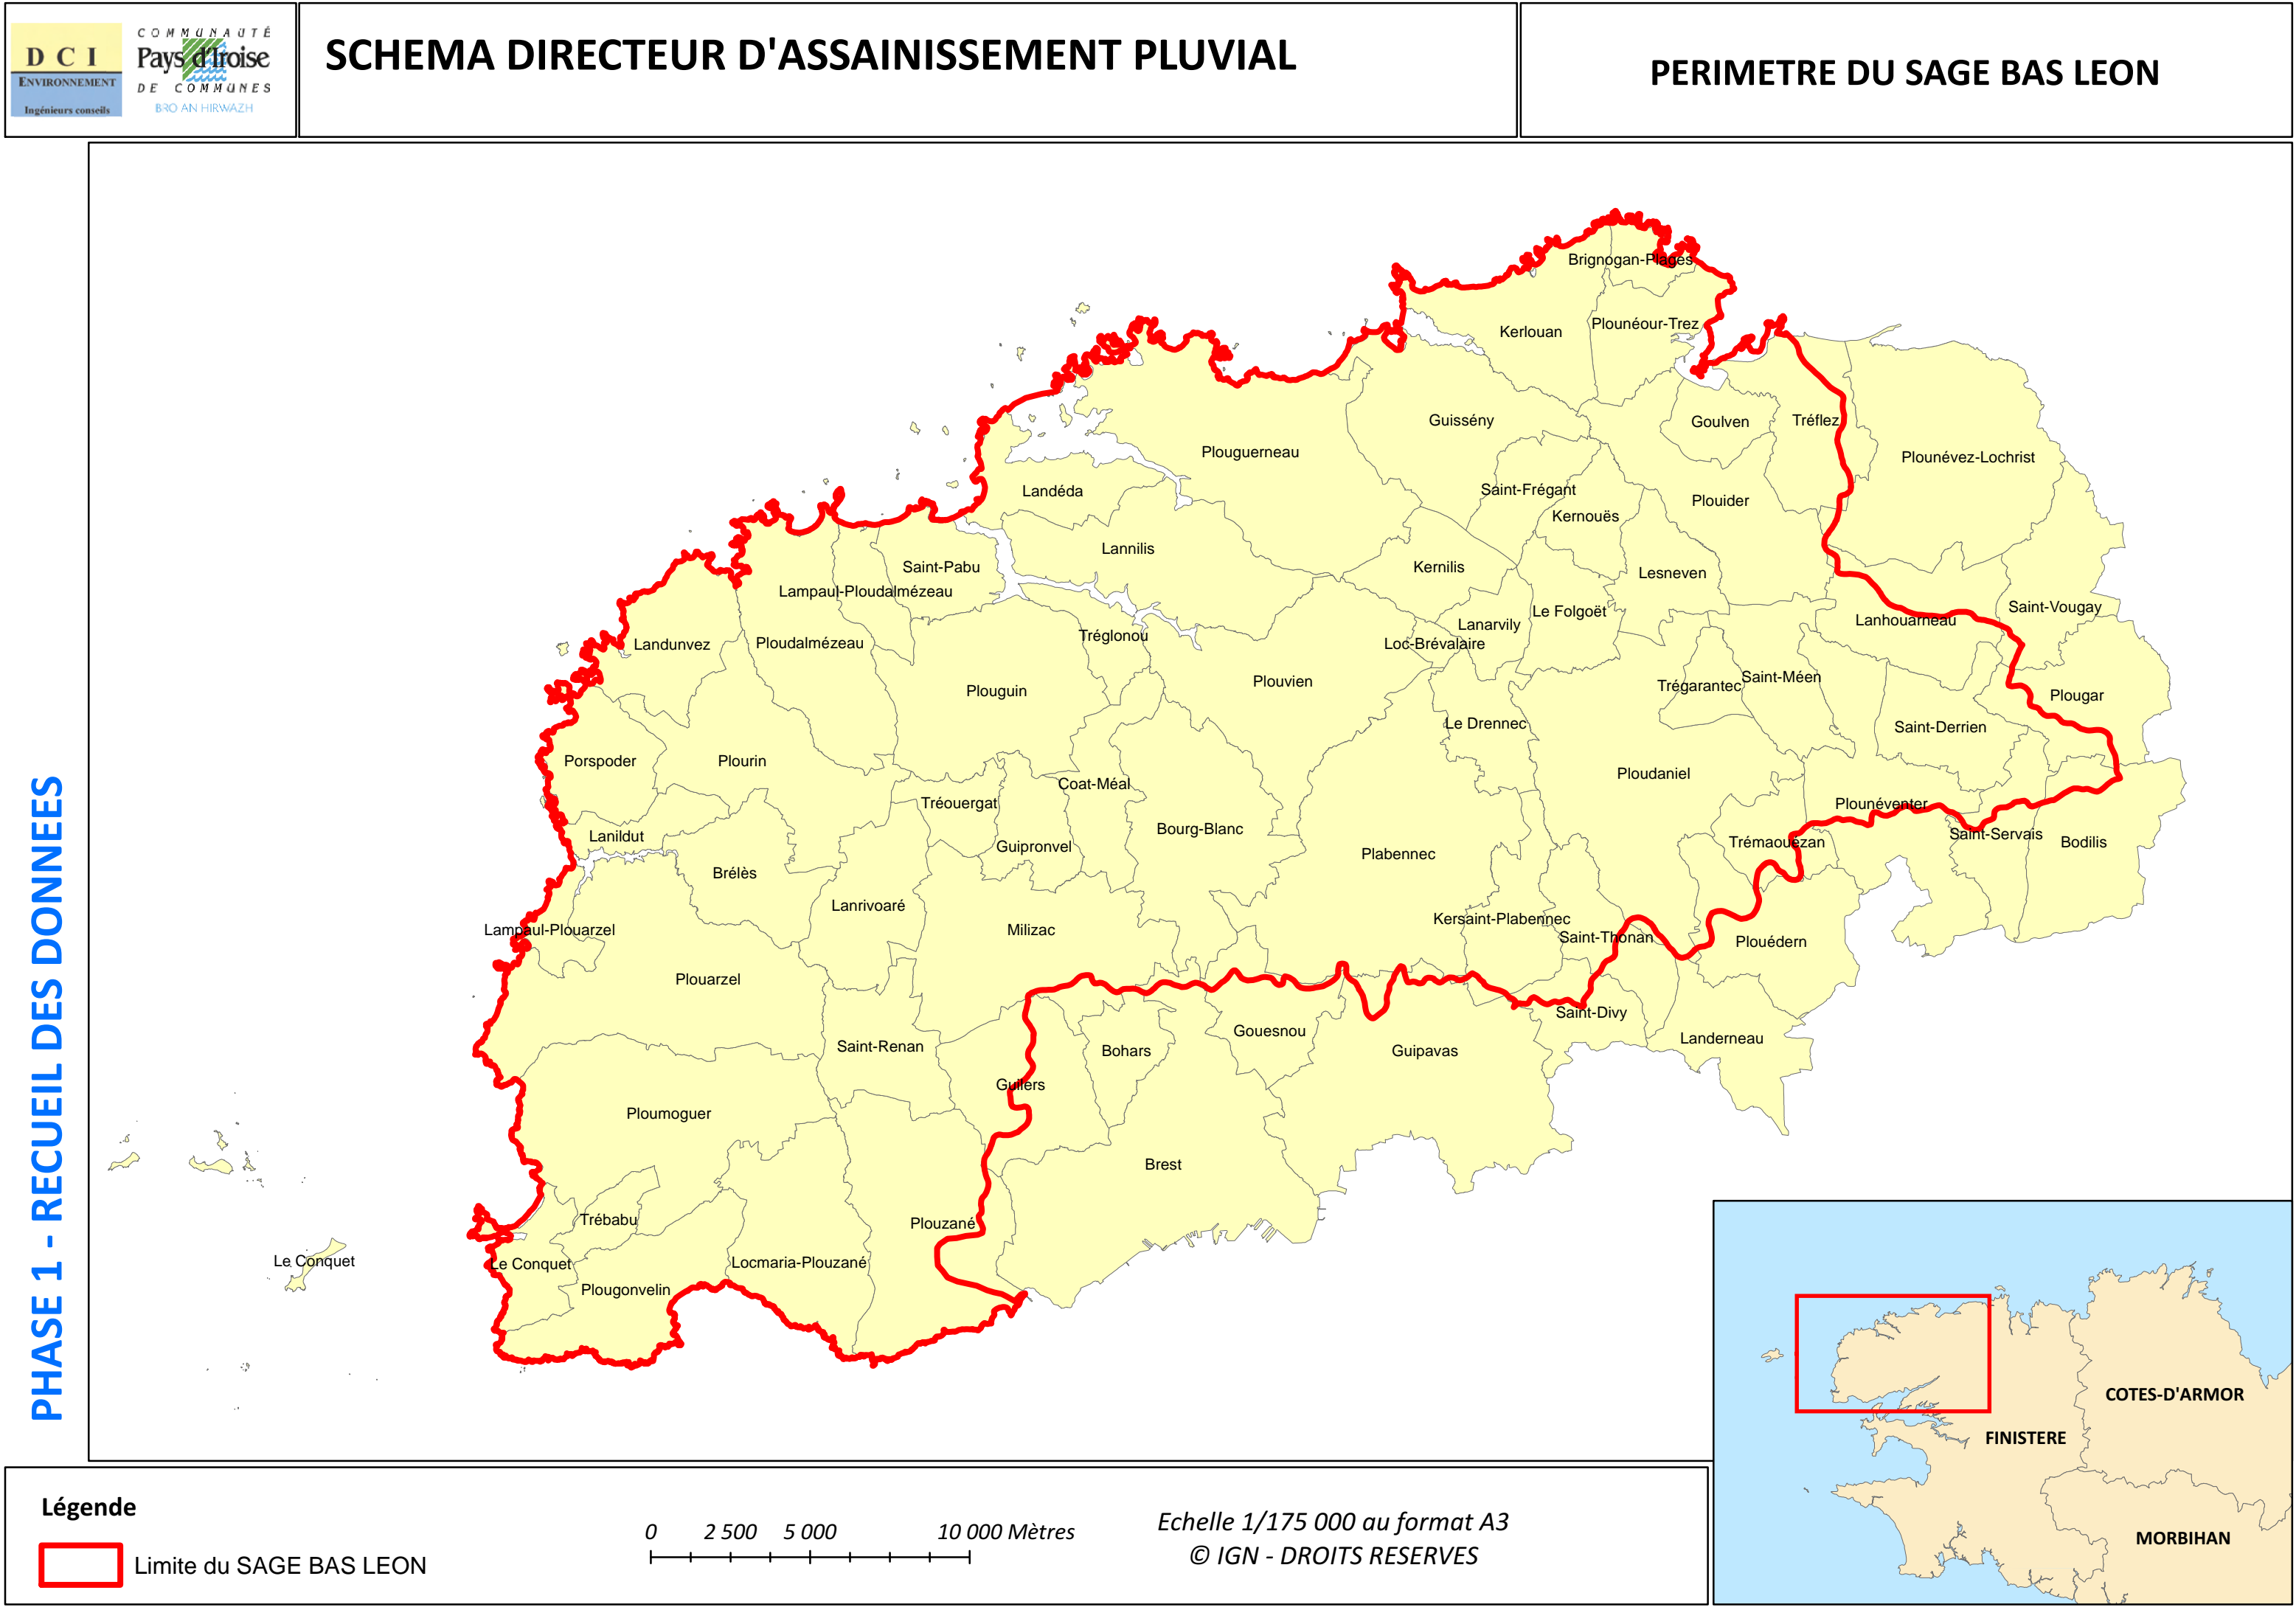 D C I
ENVIRONNEMENT
Ingénieurs conseils
COMMUNAUTÉ
Pays d'Iroise
DE COMMUNES
BRO AN HIRWAZH
SCHEMA DIRECTEUR D'ASSAINISSEMENT PLUVIAL
PERIMETRE DU SAGE BAS LEON
PHASE 1 - RECUEIL DES DONNEES
Brignogan-Plages
Plounéour-Trez
Kerlouan
Goulven
Tréflez
Guissény
Plouguerneau
Plounévez-Lochrist
Landéda
Saint-Frégant
Plouider
Kernouës
Lannilis
Saint-Pabu
Kernilis
Lesneven
Lampaul-Ploudalmézeau
Saint-Vougay
Le Folgoët
Lanhouarneau
Lanarvily
Tréglonou
Landunvez
Ploudalmézeau
Loc-Brévalaire
Saint-Méen
Plouvien
Trégarantec
Plouguin
Plougar
Le Drennec
Saint-Derrien
Porspoder
Plourin
Ploudaniel
Coat-Méal
Tréouergat
Plounéventer
Bourg-Blanc
Lanildut
Saint-Servais
Trémaouézan
Bodilis
Guipronvel
Plabennec
Brélès
Lanrivoaré
Kersaint-Plabennec
Lampaul-Plouarzel
Milizac
Saint-Thonan
Plouédern
Plouarzel
Saint-Divy
Gouesnou
Landerneau
Saint-Renan
Bohars
Guipavas
Guilers
Ploumoguer
Brest
Trébabu
Plouzané
Le Conquet
Le Conquet
Locmaria-Plouzané
Plougonvelin
COTES-D'ARMOR
FINISTERE
MORBIHAN
Légende
Limite du SAGE BAS LEON
0 2 500 5 000 10 000 Mètres
Echelle 1/175 000 au format A3
© IGN - DROITS RESERVES